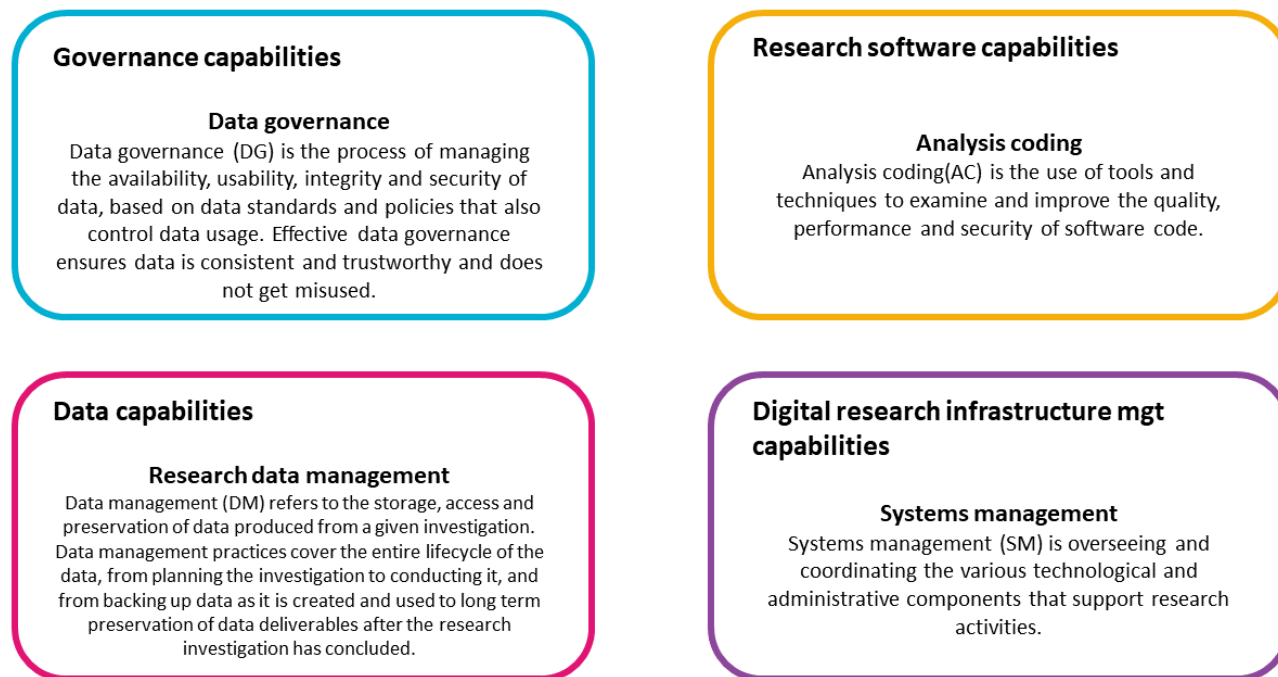 Governance capabilities
Data governance
Data governance (DG) is the process of managing
the availability, usability, integrity and security of
data, based on data standards and policies that also
control data usage. Effective data governance
ensures data is consistent and trustworthy and does
not get misused.
Research software capabilities
Analysis coding
Analysis coding(AC) is the use of tools and
techniques to examine and improve the quality,
performance and security of software code.
Data capabilities
Research data management
Data management (DM) refers to the storage, access and
preservation of data produced from a given investigation.
Data management practices cover the entire lifecycle of the
data, from planning the investigation to conducting it, and
from backing up data as it is created and used to long term
preservation of data deliverables after the research
investigation has concluded.
Digital research infrastructure mgt
capabilities
Systems management
Systems management (SM) is overseeing and
coordinating the various technological and
administrative components that support research
activities.